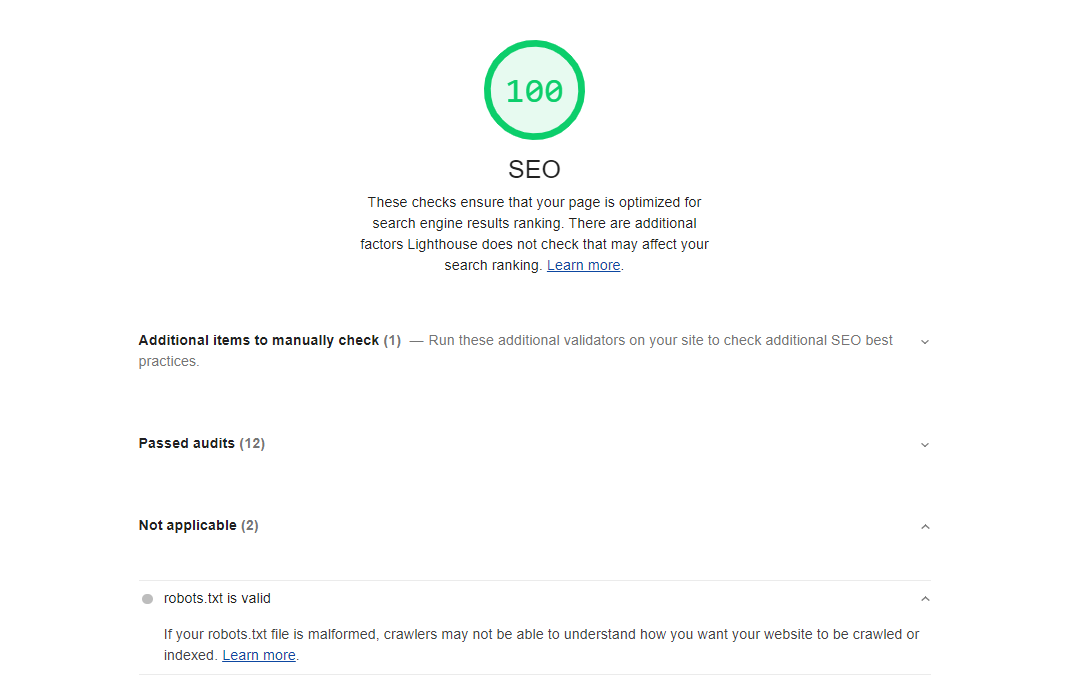 100
SEO
These checks ensure that your page is optimized for
search engine results ranking. There are additional
factors Lighthouse does not check that may affect your
search ranking. Learn more.
Additional items to manually check (1) — Run these additional validators on your site to check additional SEO best
practices.
Passed audits (12)
Not applicable (2)
robots.txt is valid
If your robots.txt file is malformed, crawlers may not be able to understand how you want your website to be crawled or
indexed. Learn more.